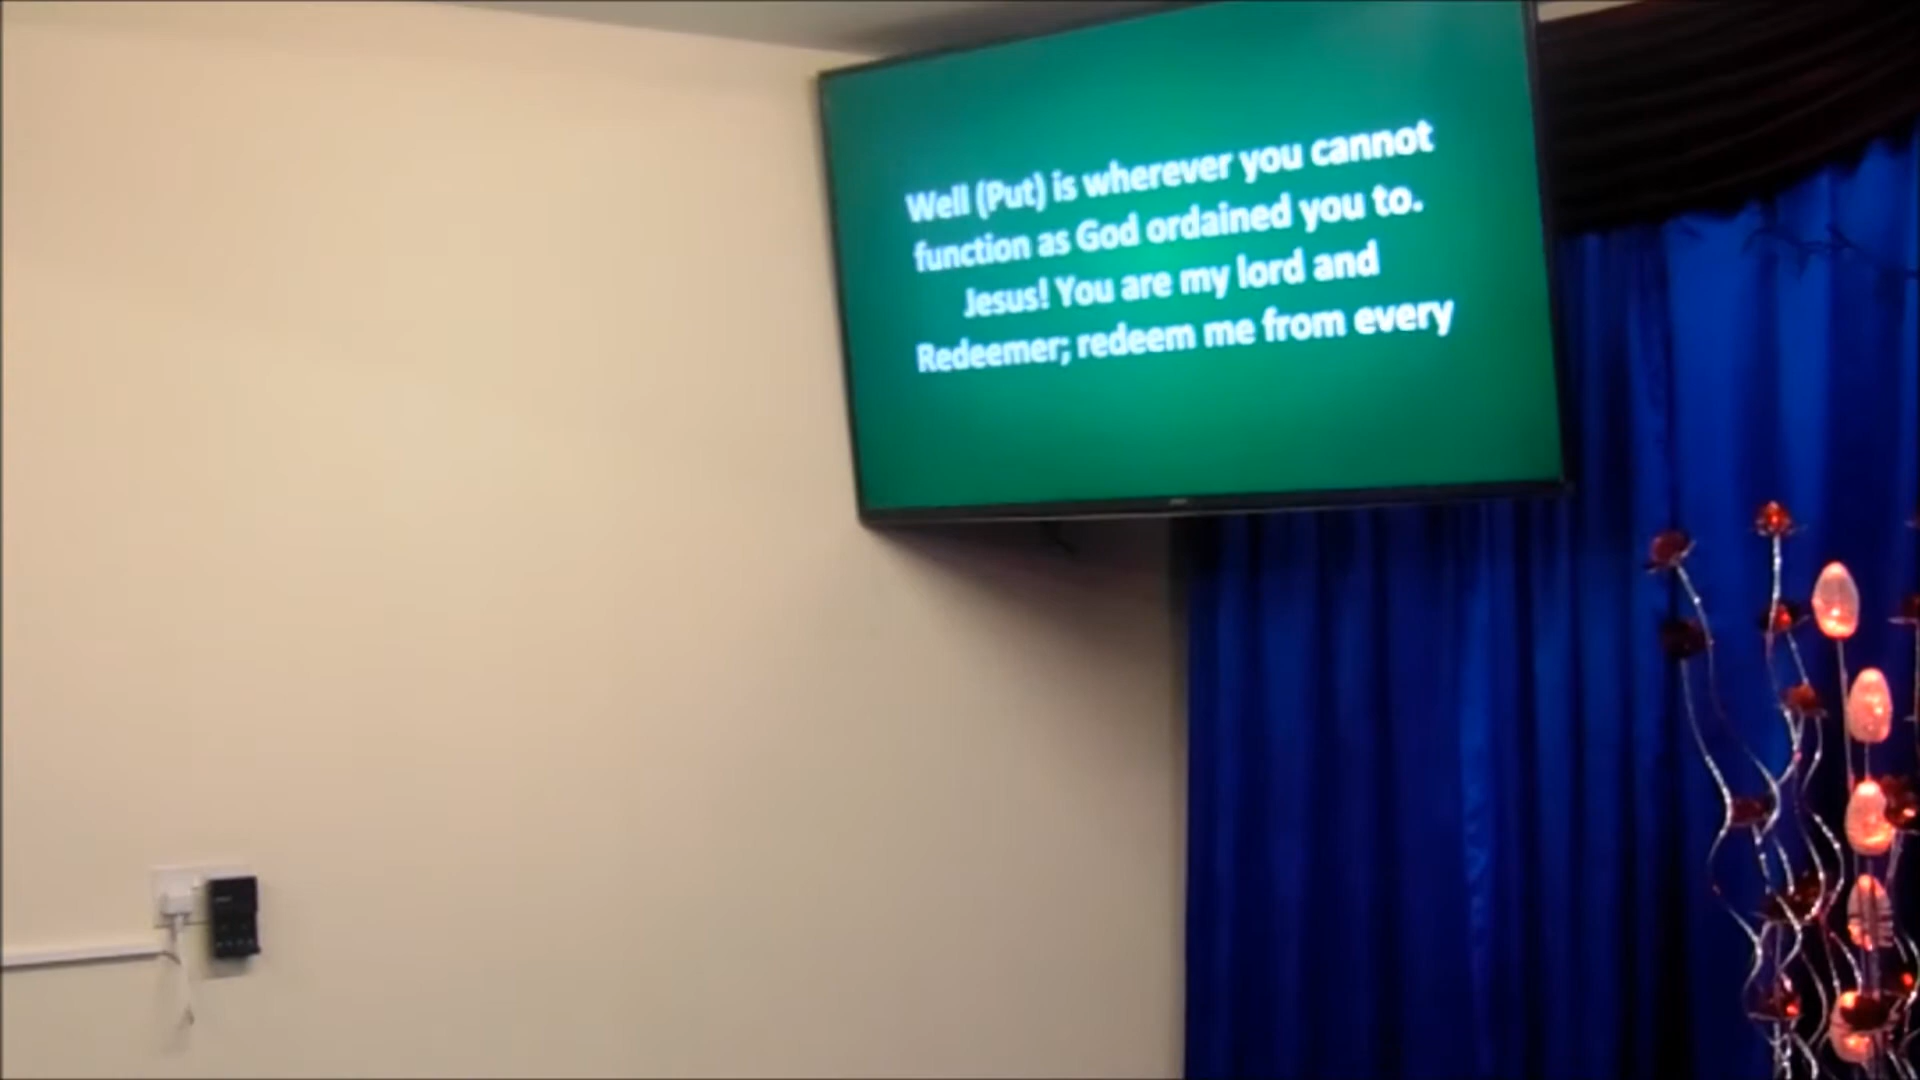 Well (Put) is wherever you cannot
function as God ordained you to.
Jesus! You are my lord and
Redeemer; redeem me from every